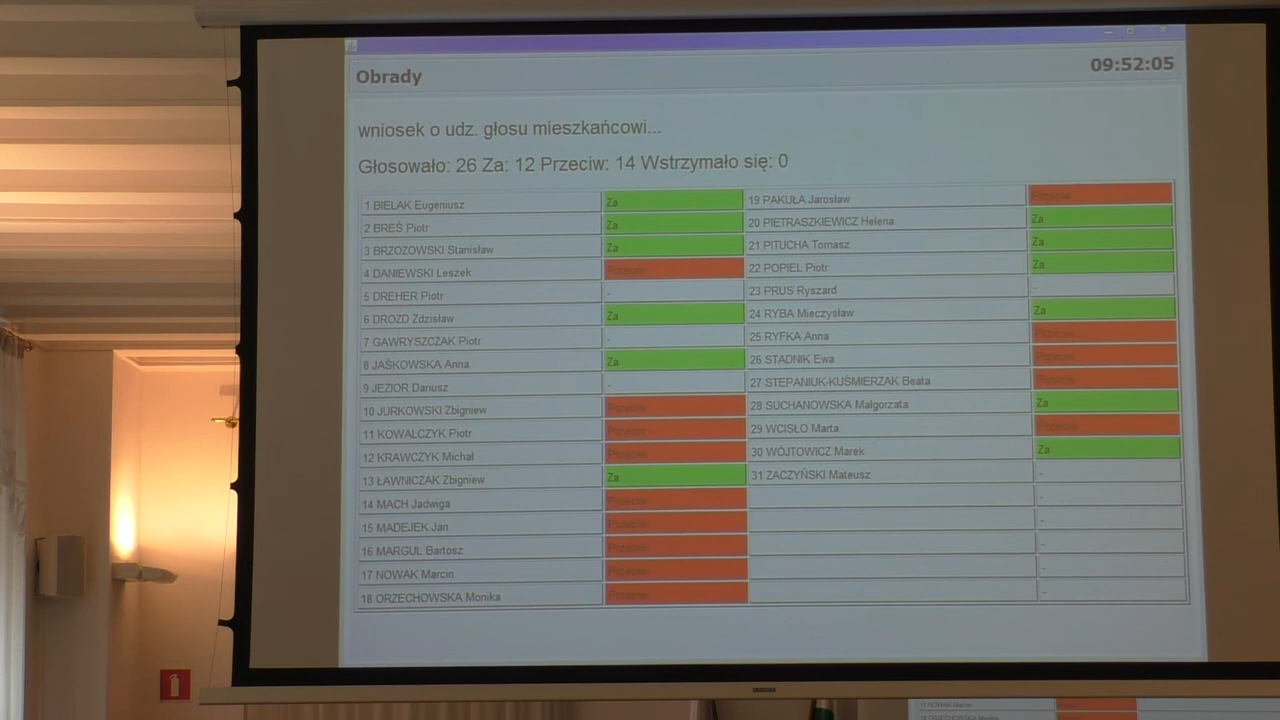 Obrady
09:52:05
wniosek o udz. głosu mieszkańcowi...
Głosowało: 26 Za: 12 Przeciw: 14 Wstrzymało się: 0
1 BIELAK Eugeniusz Za
2 BREŚ Piotr Za
3 BRZOZOWSKI Stanisław Za
4 DANIEWSKI Leszek Przeciw
5 DREHER Piotr -
6 DROZD Zdzisław Za
7 GAWRYSZCZAK Piotr -
8 JAŚKOWSKA Anna Za
9 JEZIOR Dariusz -
10 JURKOWSKI Zbigniew Przeciw
11 KOWALCZYK Piotr Przeciw
12 KRAWCZYK Michał Przeciw
13 ŁAWNICZAK Zbigniew Za
14 MACH Jadwiga Przeciw
15 MADEJEK Jan Przeciw
16 MARGUL Bartosz Przeciw
17 NOWAK Marcin Przeciw
18 ORZECHOWSKA Monika Przeciw
19 PAKUŁA Jarosław Przeciw
20 PIETRASZKIEWICZ Helena Za
21 PITUCHA Tomasz Za
22 POPIEL Piotr Za
23 PRUS Ryszard -
24 RYBA Mieczysław Za
25 RYFKA Anna Przeciw
26 STADNIK Ewa Przeciw
27 STEPANIUK-KUŚMIERZAK Beata Przeciw
28 SUCHANOWSKA Małgorzata Za
29 WCISŁO Marta Przeciw
30 WÓJTOWICZ Marek Za
31 ZACZYŃSKI Mateusz -
-
-
-
-
-
17 NOWAK Marcin
18 ORZECHOWSKA Monika